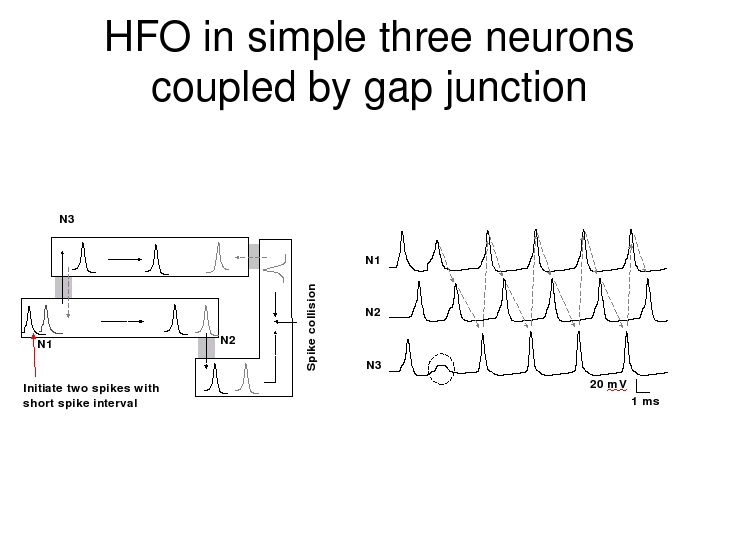 HFO in simple three neurons
coupled by gap junction
N3
N1
N2
Spike collision
Initiate two spikes with
short spike interval
N1
N2
N3
20 mV
1 ms